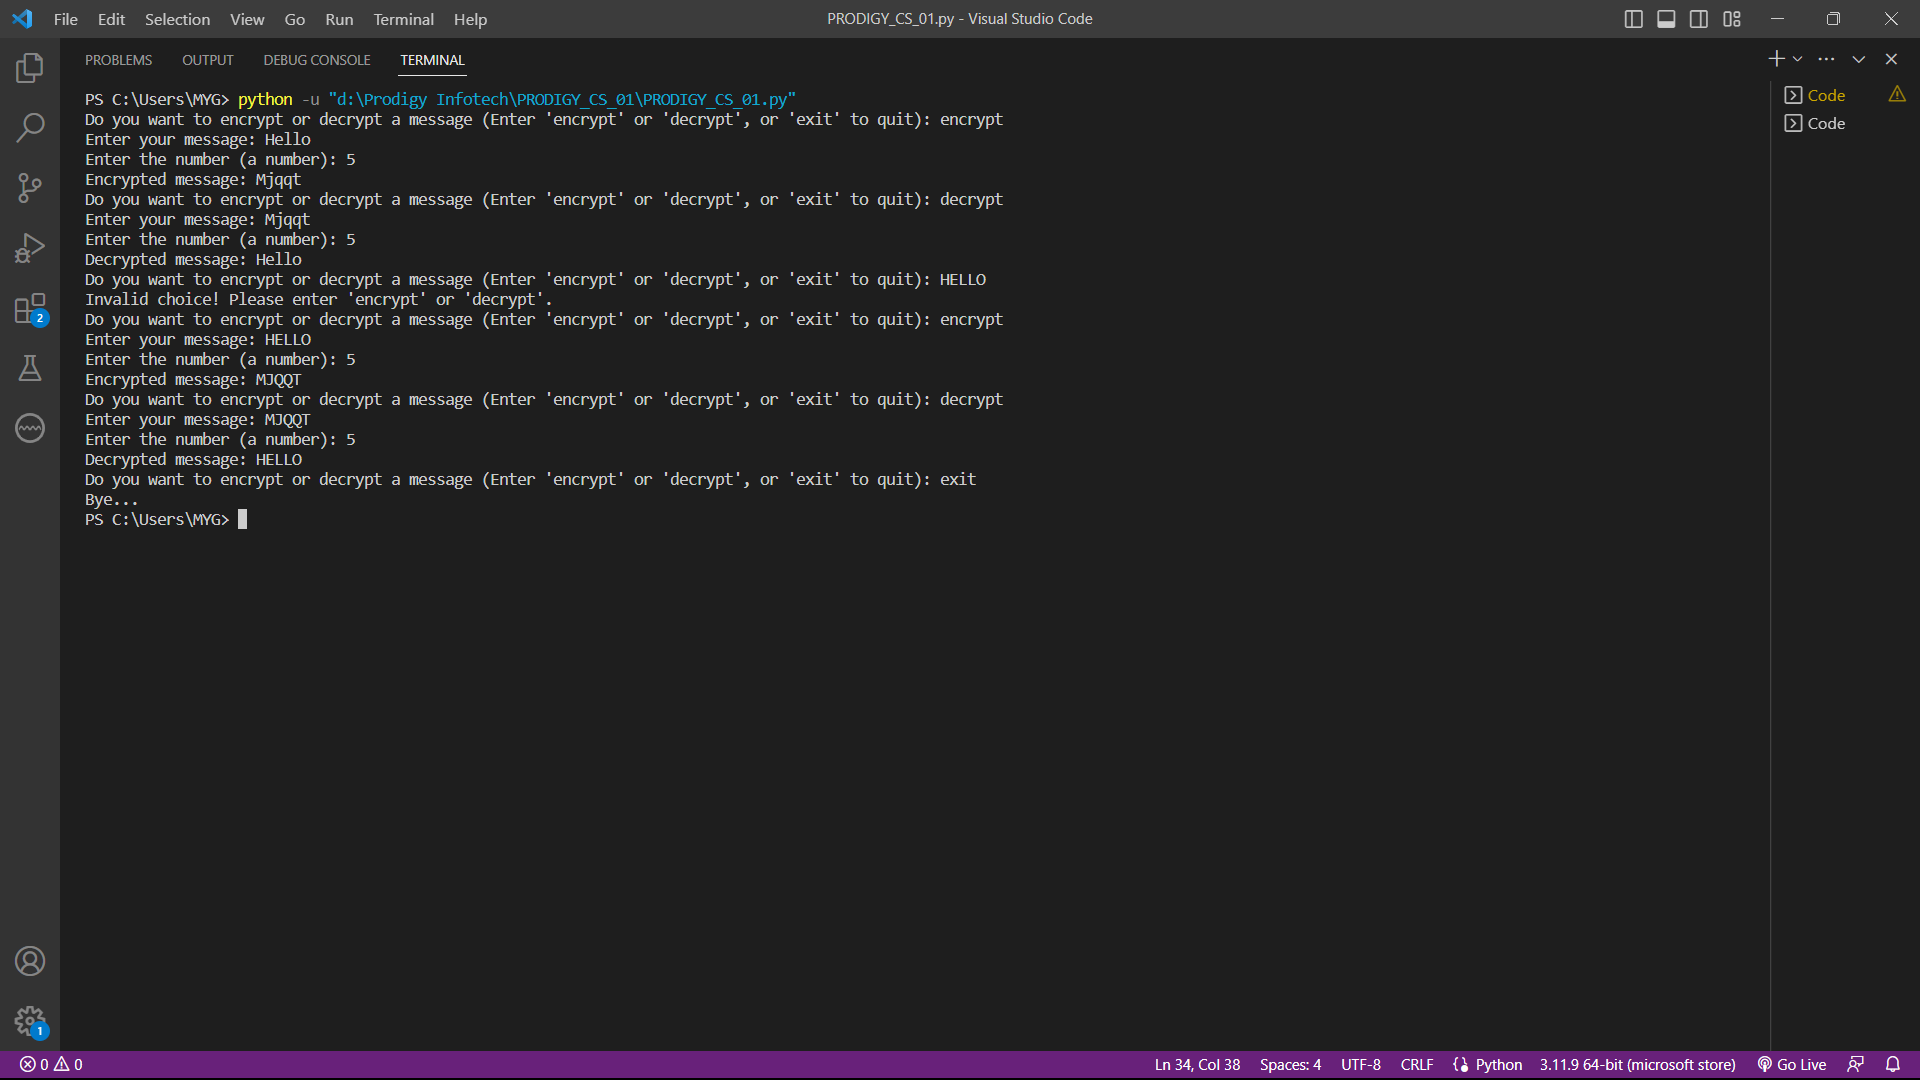 File Edit Selection View Go Run Terminal Help PRODIGY_CS_01.py - Visual Studio Code
PROBLEMS OUTPUT DEBUG CONSOLE TERMINAL
PS C:\Users\MYG> python -u "d:\Prodigy Infotech\PRODIGY_CS_01\PRODIGY_CS_01.py"
Do you want to encrypt or decrypt a message (Enter 'encrypt' or 'decrypt', or 'exit' to quit): encrypt
Enter your message: Hello
Enter the number (a number): 5
Encrypted message: Mjqqt
Do you want to encrypt or decrypt a message (Enter 'encrypt' or 'decrypt', or 'exit' to quit): decrypt
Enter your message: Mjqqt
Enter the number (a number): 5
Decrypted message: Hello
Do you want to encrypt or decrypt a message (Enter 'encrypt' or 'decrypt', or 'exit' to quit): HELLO
Invalid choice! Please enter 'encrypt' or 'decrypt'.
Do you want to encrypt or decrypt a message (Enter 'encrypt' or 'decrypt', or 'exit' to quit): encrypt
Enter your message: HELLO
Enter the number (a number): 5
Encrypted message: MJQQT
Do you want to encrypt or decrypt a message (Enter 'encrypt' or 'decrypt', or 'exit' to quit): decrypt
Enter your message: MJQQT
Enter the number (a number): 5
Decrypted message: HELLO
Do you want to encrypt or decrypt a message (Enter 'encrypt' or 'decrypt', or 'exit' to quit): exit
Bye...
PS C:\Users\MYG>
Code
Code
2
1
0 0 Ln 34, Col 38 Spaces: 4 UTF-8 CRLF Python 3.11.9 64-bit (microsoft store) Go Live